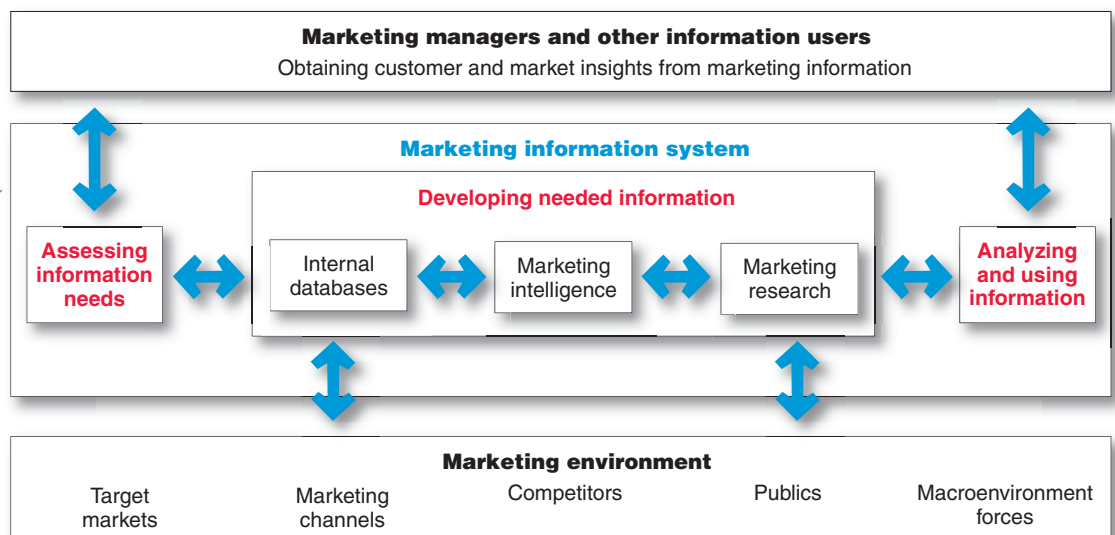 Marketing managers and other information users
Obtaining customer and market insights from marketing information
Marketing information system
Developing needed information
Assessing
information
needs
Internal
databases
Marketing
intelligence
Marketing
research
Analyzing
and using
information
Marketing environment
Target
markets
Marketing
channels
Competitors
Publics
Macroenvironment
forces